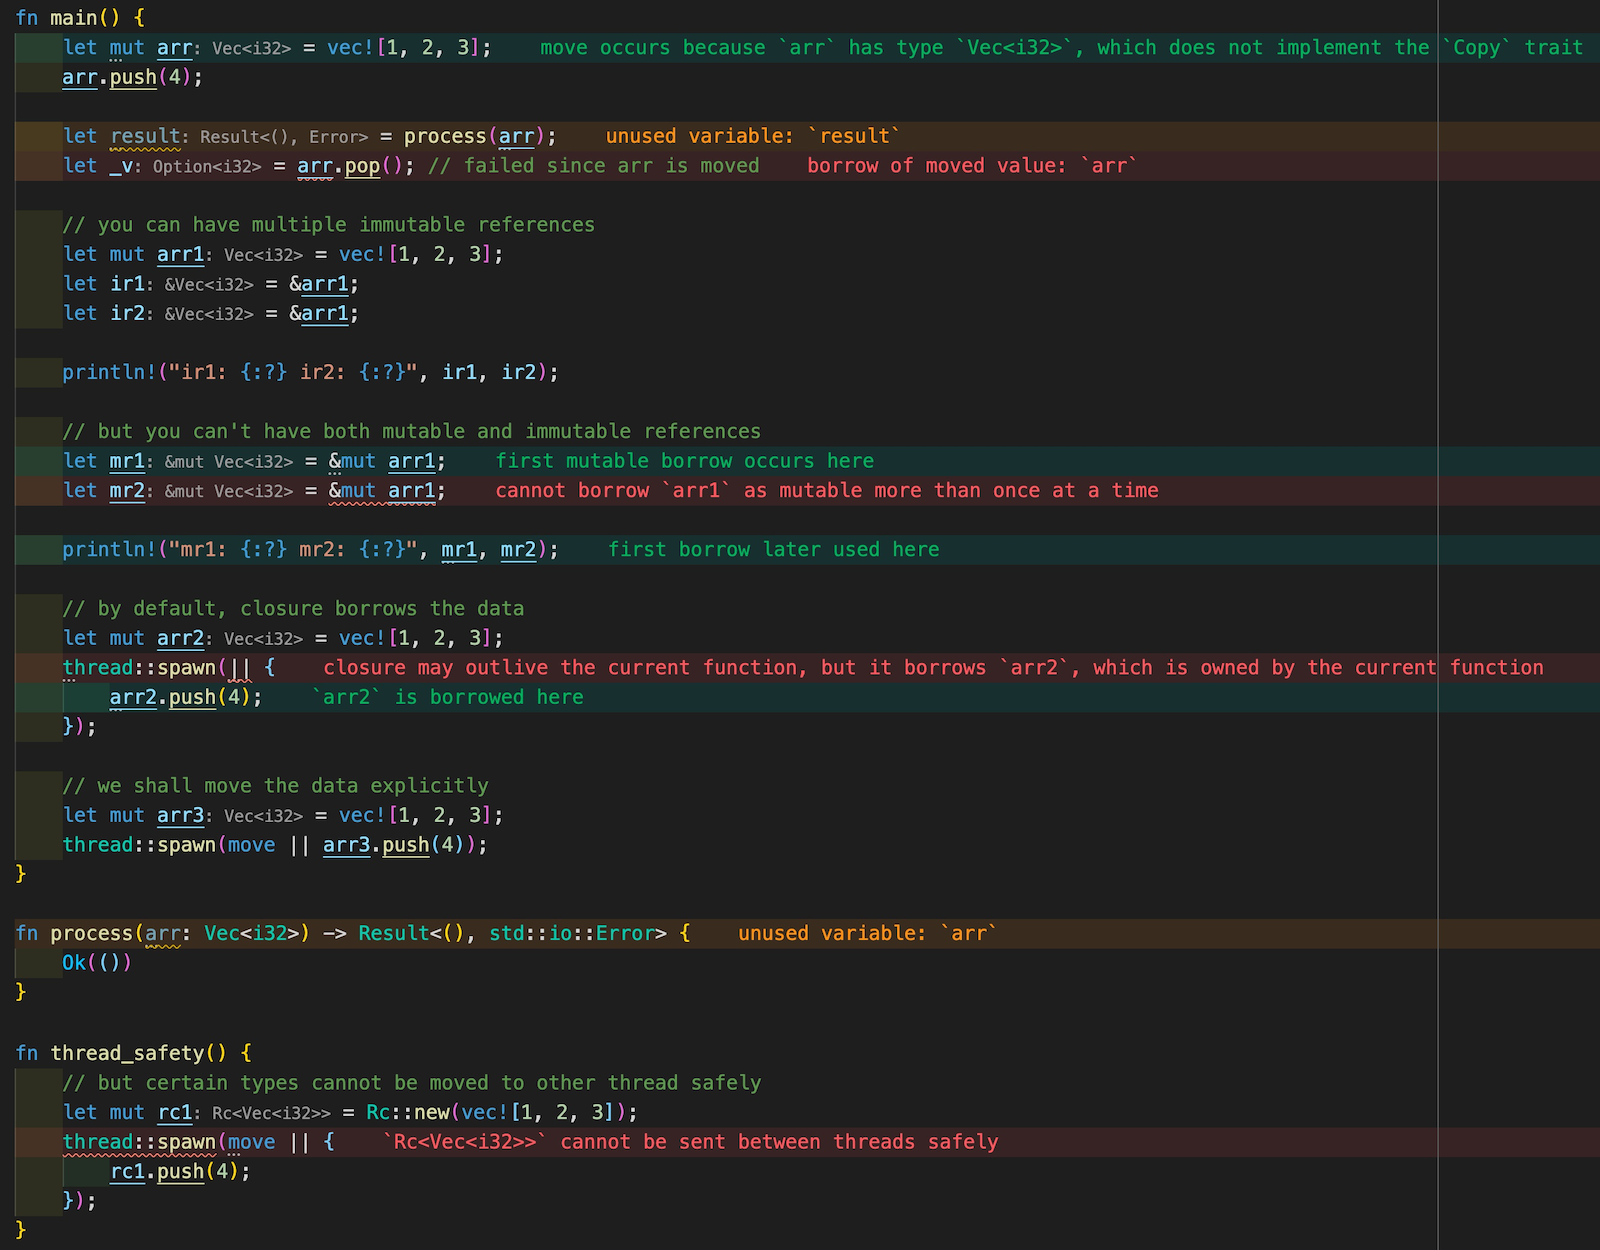 fn main() {
    let mut arr: Vec<i32> = vec![1, 2, 3];    move occurs because `arr` has type `Vec<i32>`, which does not implement the `Copy` trait
    arr.push(4);

    let result: Result<(), Error> = process(arr);    unused variable: `result`
    let _v: Option<i32> = arr.pop(); // failed since arr is moved    borrow of moved value: `arr`

    // you can have multiple immutable references
    let mut arr1: Vec<i32> = vec![1, 2, 3];
    let ir1: &Vec<i32> = &arr1;
    let ir2: &Vec<i32> = &arr1;

    println!("ir1: {:?} ir2: {:?}", ir1, ir2);

    // but you can't have both mutable and immutable references
    let mr1: &mut Vec<i32> = &mut arr1;    first mutable borrow occurs here
    let mr2: &mut Vec<i32> = &mut arr1;    cannot borrow `arr1` as mutable more than once at a time

    println!("mr1: {:?} mr2: {:?}", mr1, mr2);    first borrow later used here

    // by default, closure borrows the data
    let mut arr2: Vec<i32> = vec![1, 2, 3];
    thread::spawn(|| {    closure may outlive the current function, but it borrows `arr2`, which is owned by the current function
        arr2.push(4);    `arr2` is borrowed here
    });

    // we shall move the data explicitly
    let mut arr3: Vec<i32> = vec![1, 2, 3];
    thread::spawn(move || arr3.push(4));
}

fn process(arr: Vec<i32>) -> Result<(), std::io::Error> {    unused variable: `arr`
    Ok(())
}

fn thread_safety() {
    // but certain types cannot be moved to other thread safely
    let mut rc1: Rc<Vec<i32>> = Rc::new(vec![1, 2, 3]);
    thread::spawn(move || {    `Rc<Vec<i32>>` cannot be sent between threads safely
        rc1.push(4);
    });
}